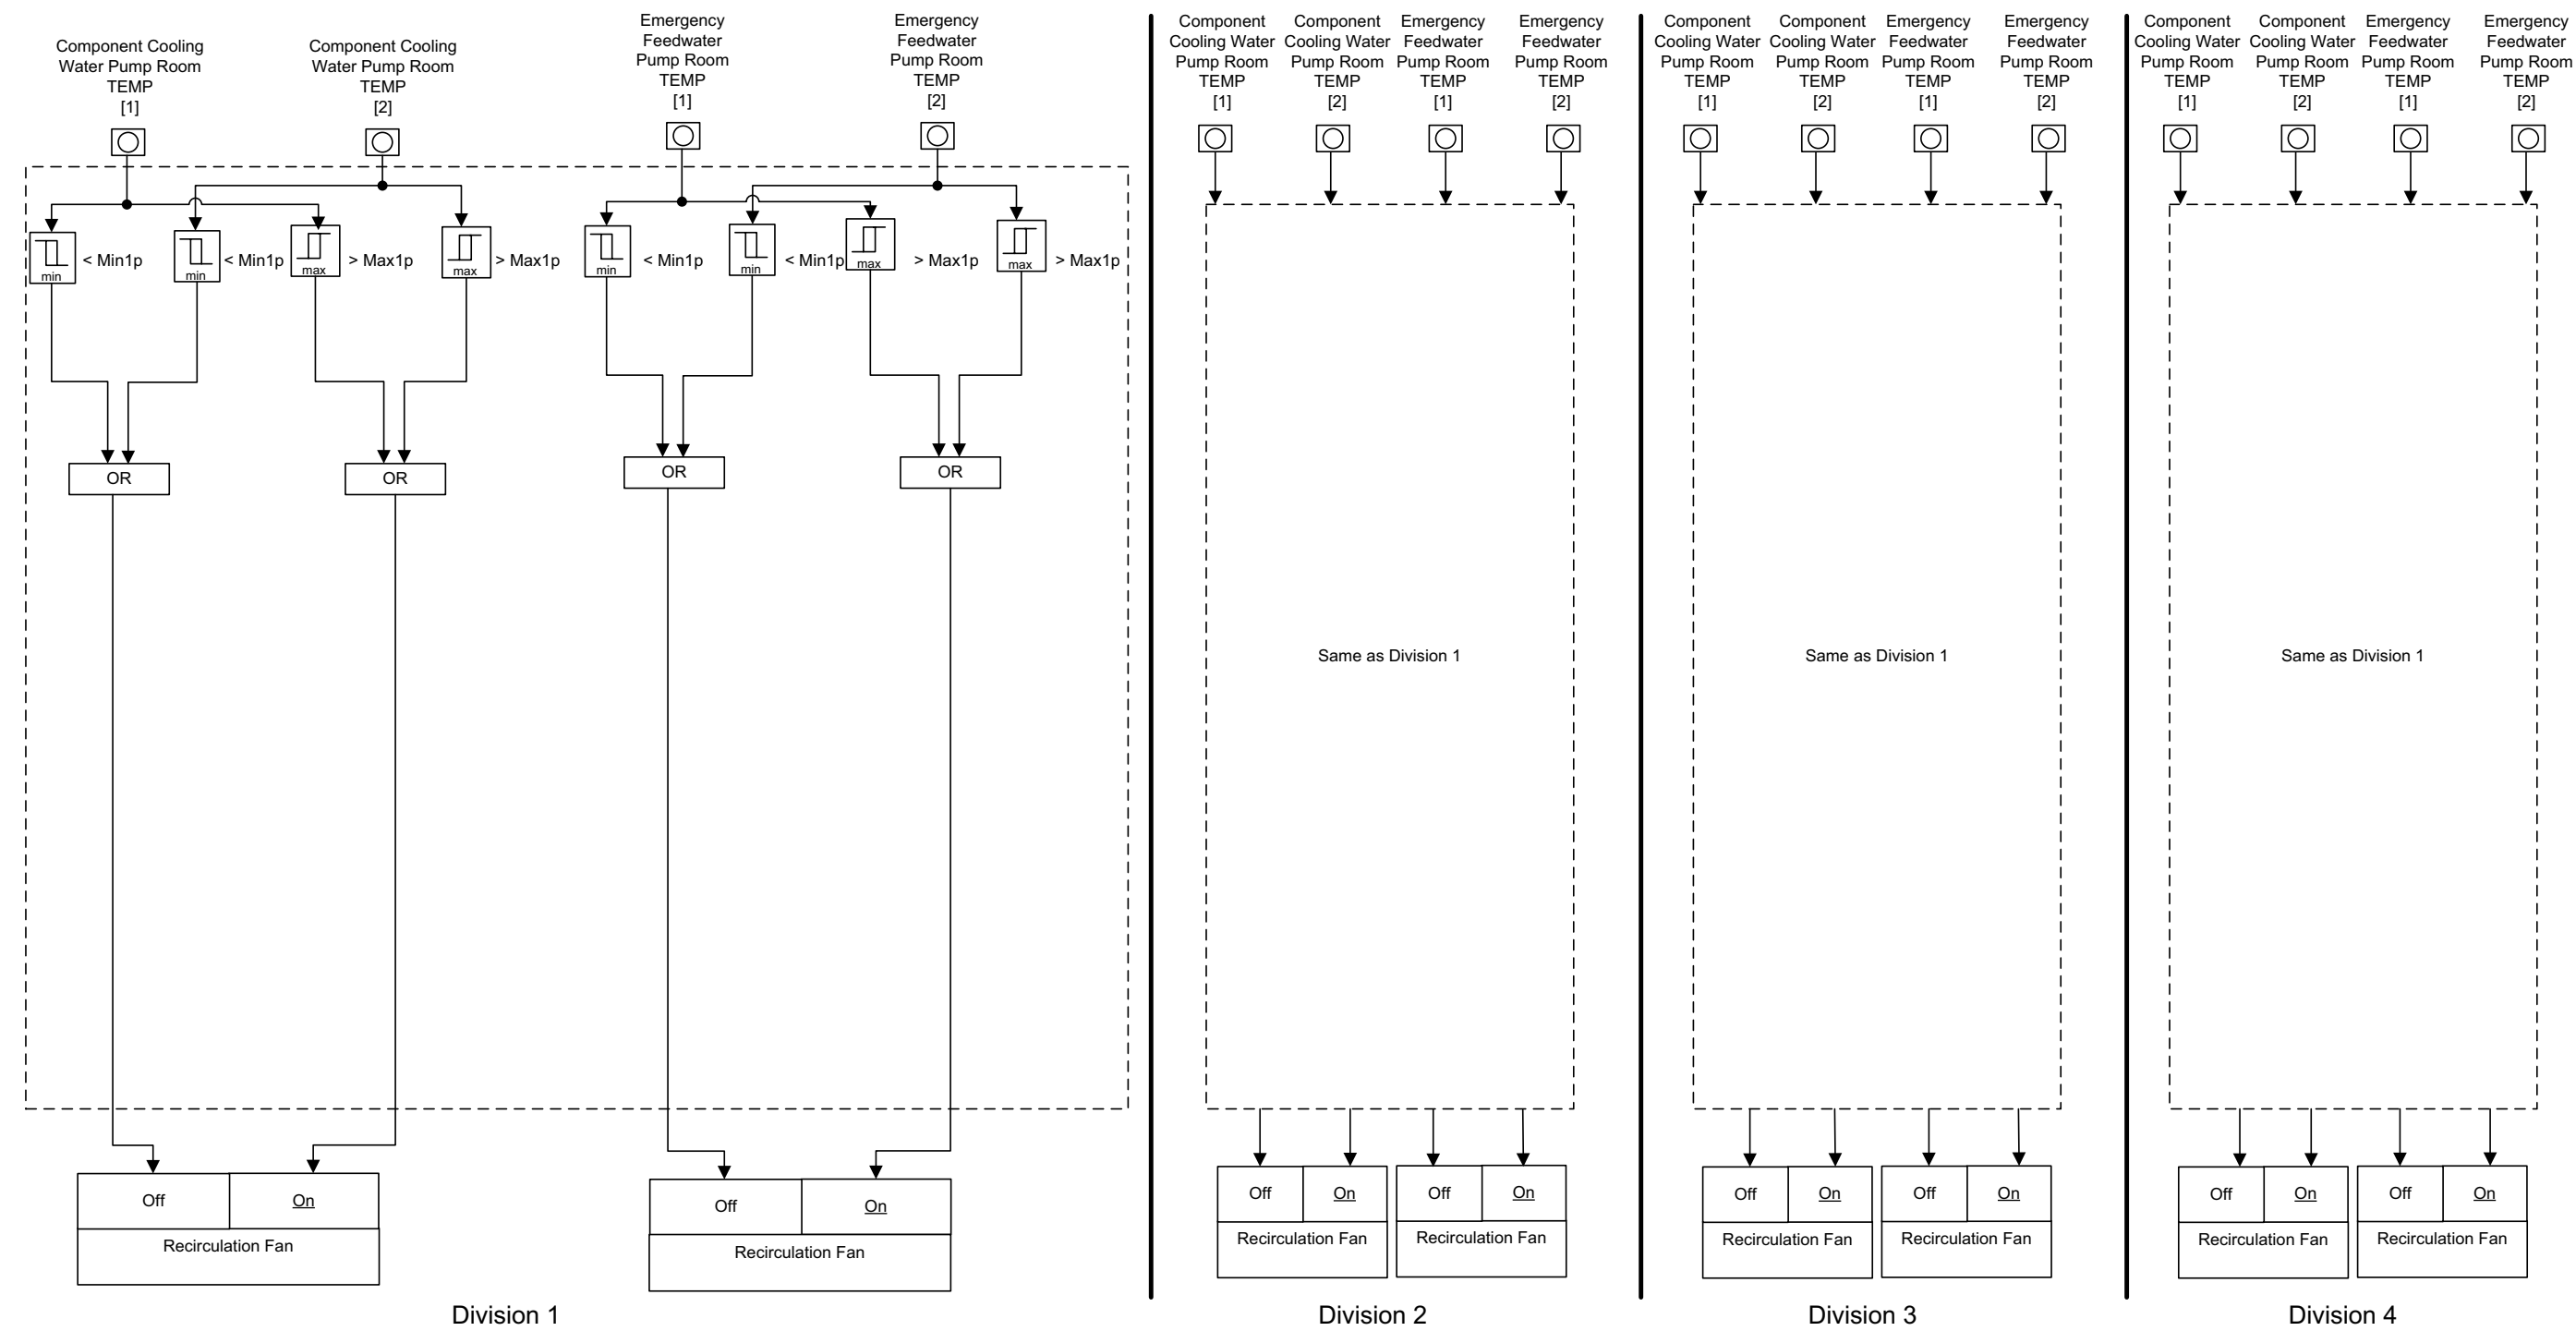 Component Cooling
Water Pump Room
TEMP
[1]
Component Cooling
Water Pump Room
TEMP
[2]
Emergency
Feedwater
Pump Room
TEMP
[1]
Emergency
Feedwater
Pump Room
TEMP
[2]
min
< Min1p
min
< Min1p
max
> Max1p
max
> Max1p
min
< Min1p
min
< Min1p
max
> Max1p
max
> Max1p
OR
OR
OR
OR
Off
On
Recirculation Fan
Off
On
Recirculation Fan
Division 1
Component
Cooling Water
Pump Room
TEMP
[1]
Component
Cooling Water
Pump Room
TEMP
[2]
Emergency
Feedwater
Pump Room
TEMP
[1]
Emergency
Feedwater
Pump Room
TEMP
[2]
Same as Division 1
Off
On
Recirculation Fan
Off
On
Recirculation Fan
Division 2
Component
Cooling Water
Pump Room
TEMP
[1]
Component
Cooling Water
Pump Room
TEMP
[2]
Emergency
Feedwater
Pump Room
TEMP
[1]
Emergency
Feedwater
Pump Room
TEMP
[2]
Same as Division 1
Off
On
Recirculation Fan
Off
On
Recirculation Fan
Division 3
Component
Cooling Water
Pump Room
TEMP
[1]
Component
Cooling Water
Pump Room
TEMP
[2]
Emergency
Feedwater
Pump Room
TEMP
[1]
Emergency
Feedwater
Pump Room
TEMP
[2]
Same as Division 1
Off
On
Recirculation Fan
Off
On
Recirculation Fan
Division 4